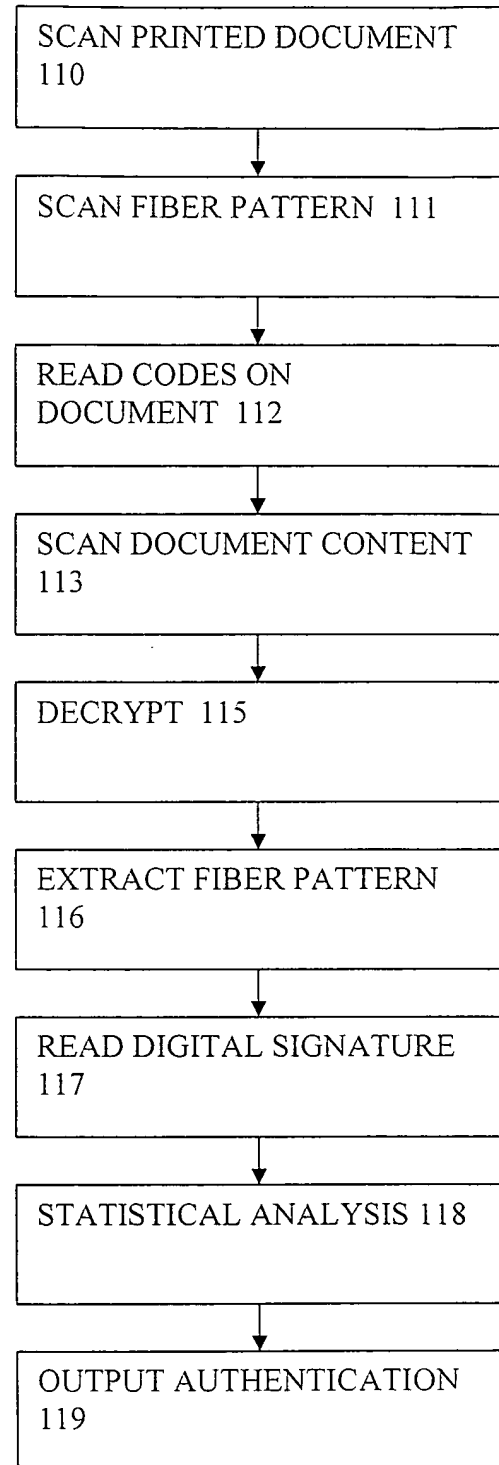 SCAN PRINTED DOCUMENT
110
SCAN FIBER PATTERN 111
READ CODES ON
DOCUMENT 112
SCAN DOCUMENT CONTENT
113
DECRYPT 115
EXTRACT FIBER PATTERN
116
READ DIGITAL SIGNATURE
117
STATISTICAL ANALYSIS 118
OUTPUT AUTHENTICATION
119